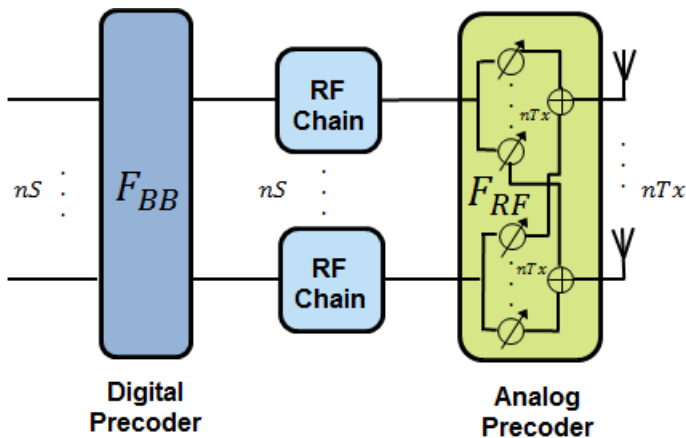 RF
Chain
nTx
nS
F_BB
nS
F_RF
nTx
nTx
RF
Chain
Digital
Precoder
Analog
Precoder